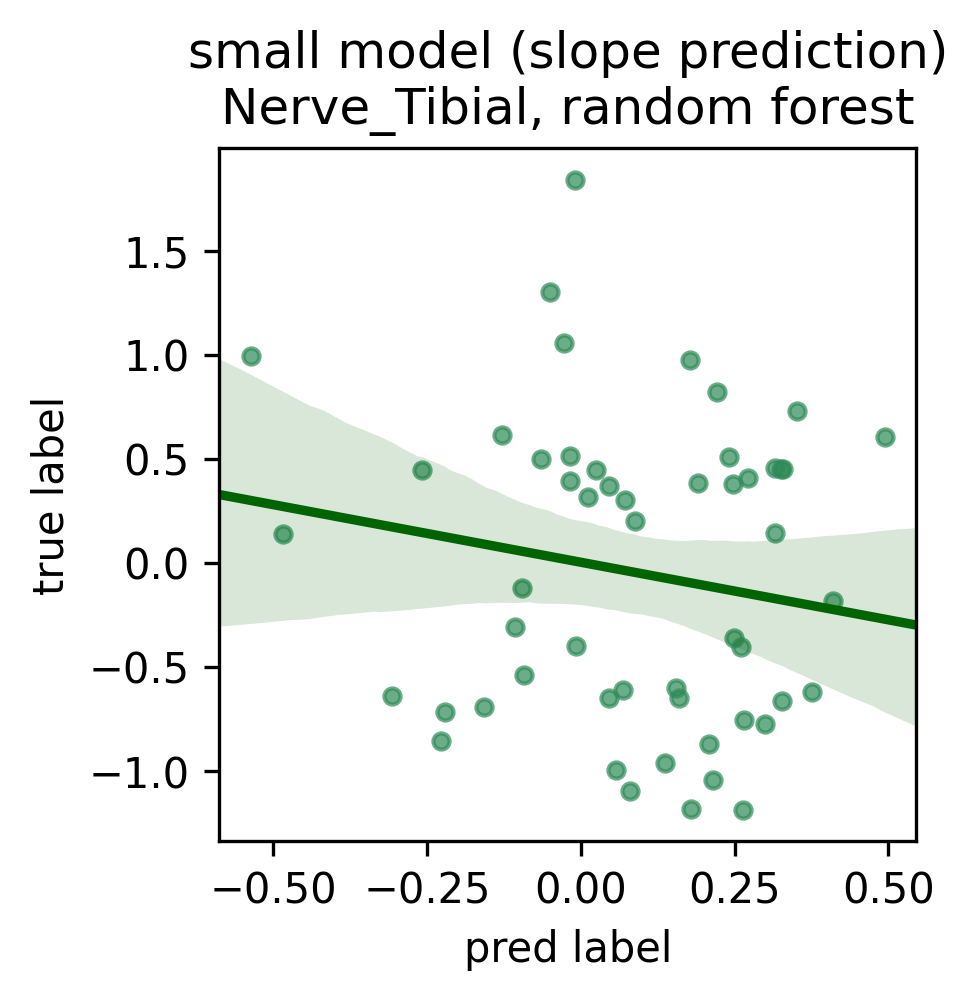 small model (slope prediction)
Nerve_Tibial, random forest
1.5
1.0
0.5
0.0
−0.5
−1.0
true label
−0.50 −0.25 0.00 0.25 0.50
pred label